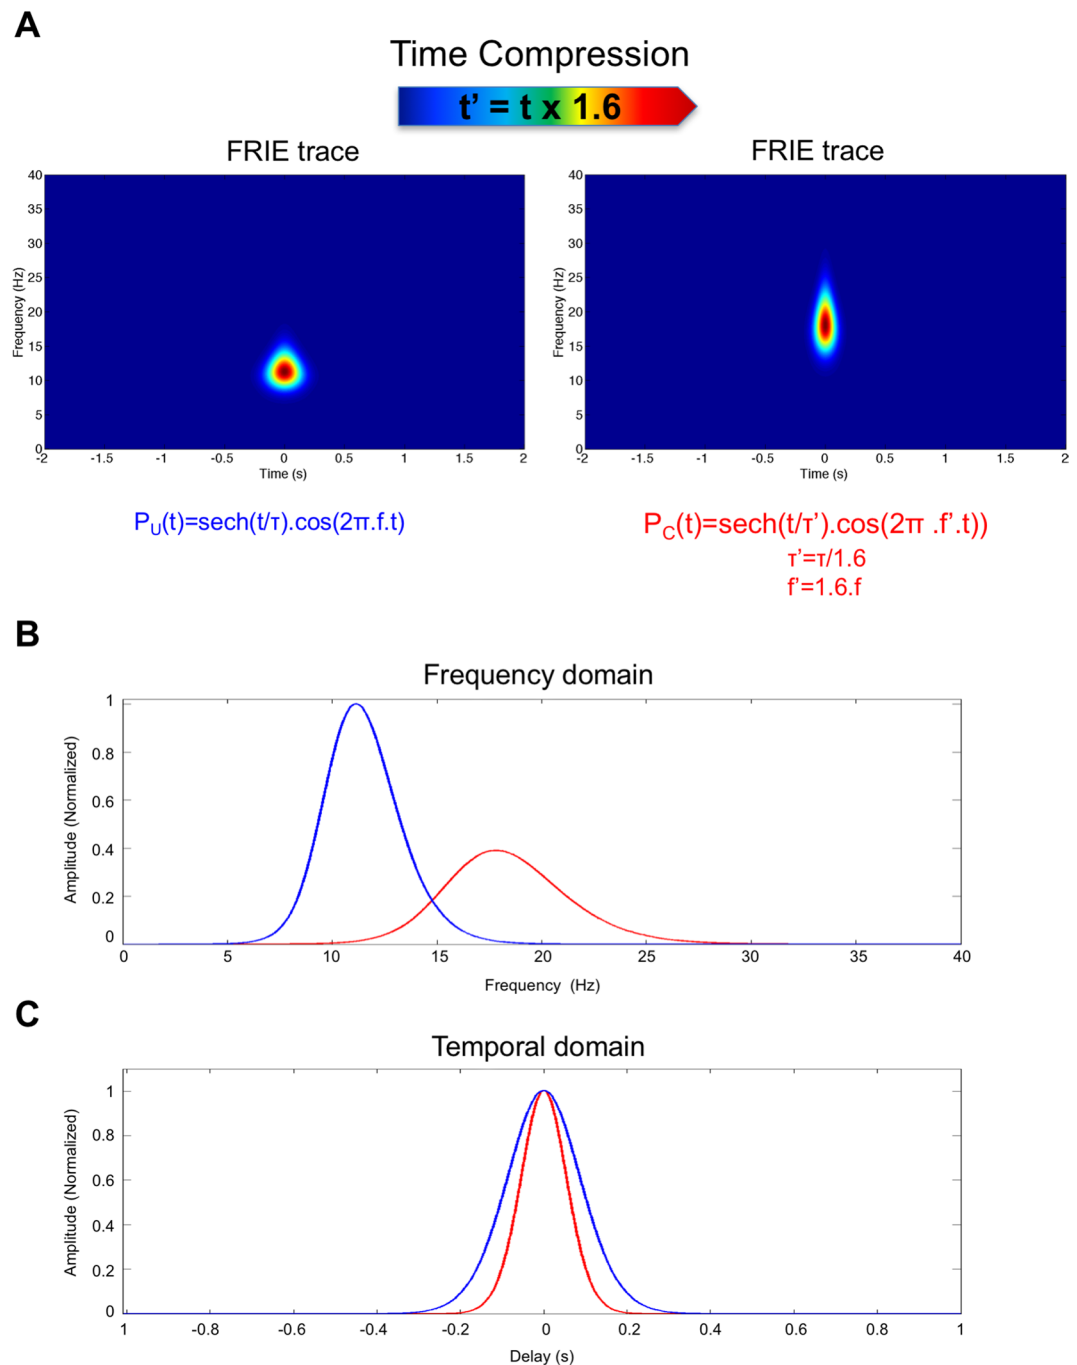 A
Time Compression
t’ = t x 1.6
FRIE trace
FRIE trace
40
35
30
25
20
15
10
5
0
Frequency (Hz)
-2 -1.5 -1 -0.5 0 0.5 1 1.5 2
Time (s)
40
35
30
25
20
15
10
5
0
Frequency (Hz)
-2 -1.5 -1 -0.5 0 0.5 1 1.5 2
Time (s)
P_U(t)=sech(t/τ).cos(2π.f.t)
P_C(t)=sech(t/τ’).cos(2π .f’.t))
τ’=τ/1.6
f’=1.6.f
B
Frequency domain
1
0.8
0.6
0.4
0.2
0
Amplitude (Normalized)
0 5 10 15 20 25 30 35 40
Frequency (Hz)
C
Temporal domain
1
0.8
0.6
0.4
0.2
0
Amplitude (Normalized)
1 -0.8 -0.6 -0.4 -0.2 0 0.2 0.4 0.6 0.8 1
Delay (s)